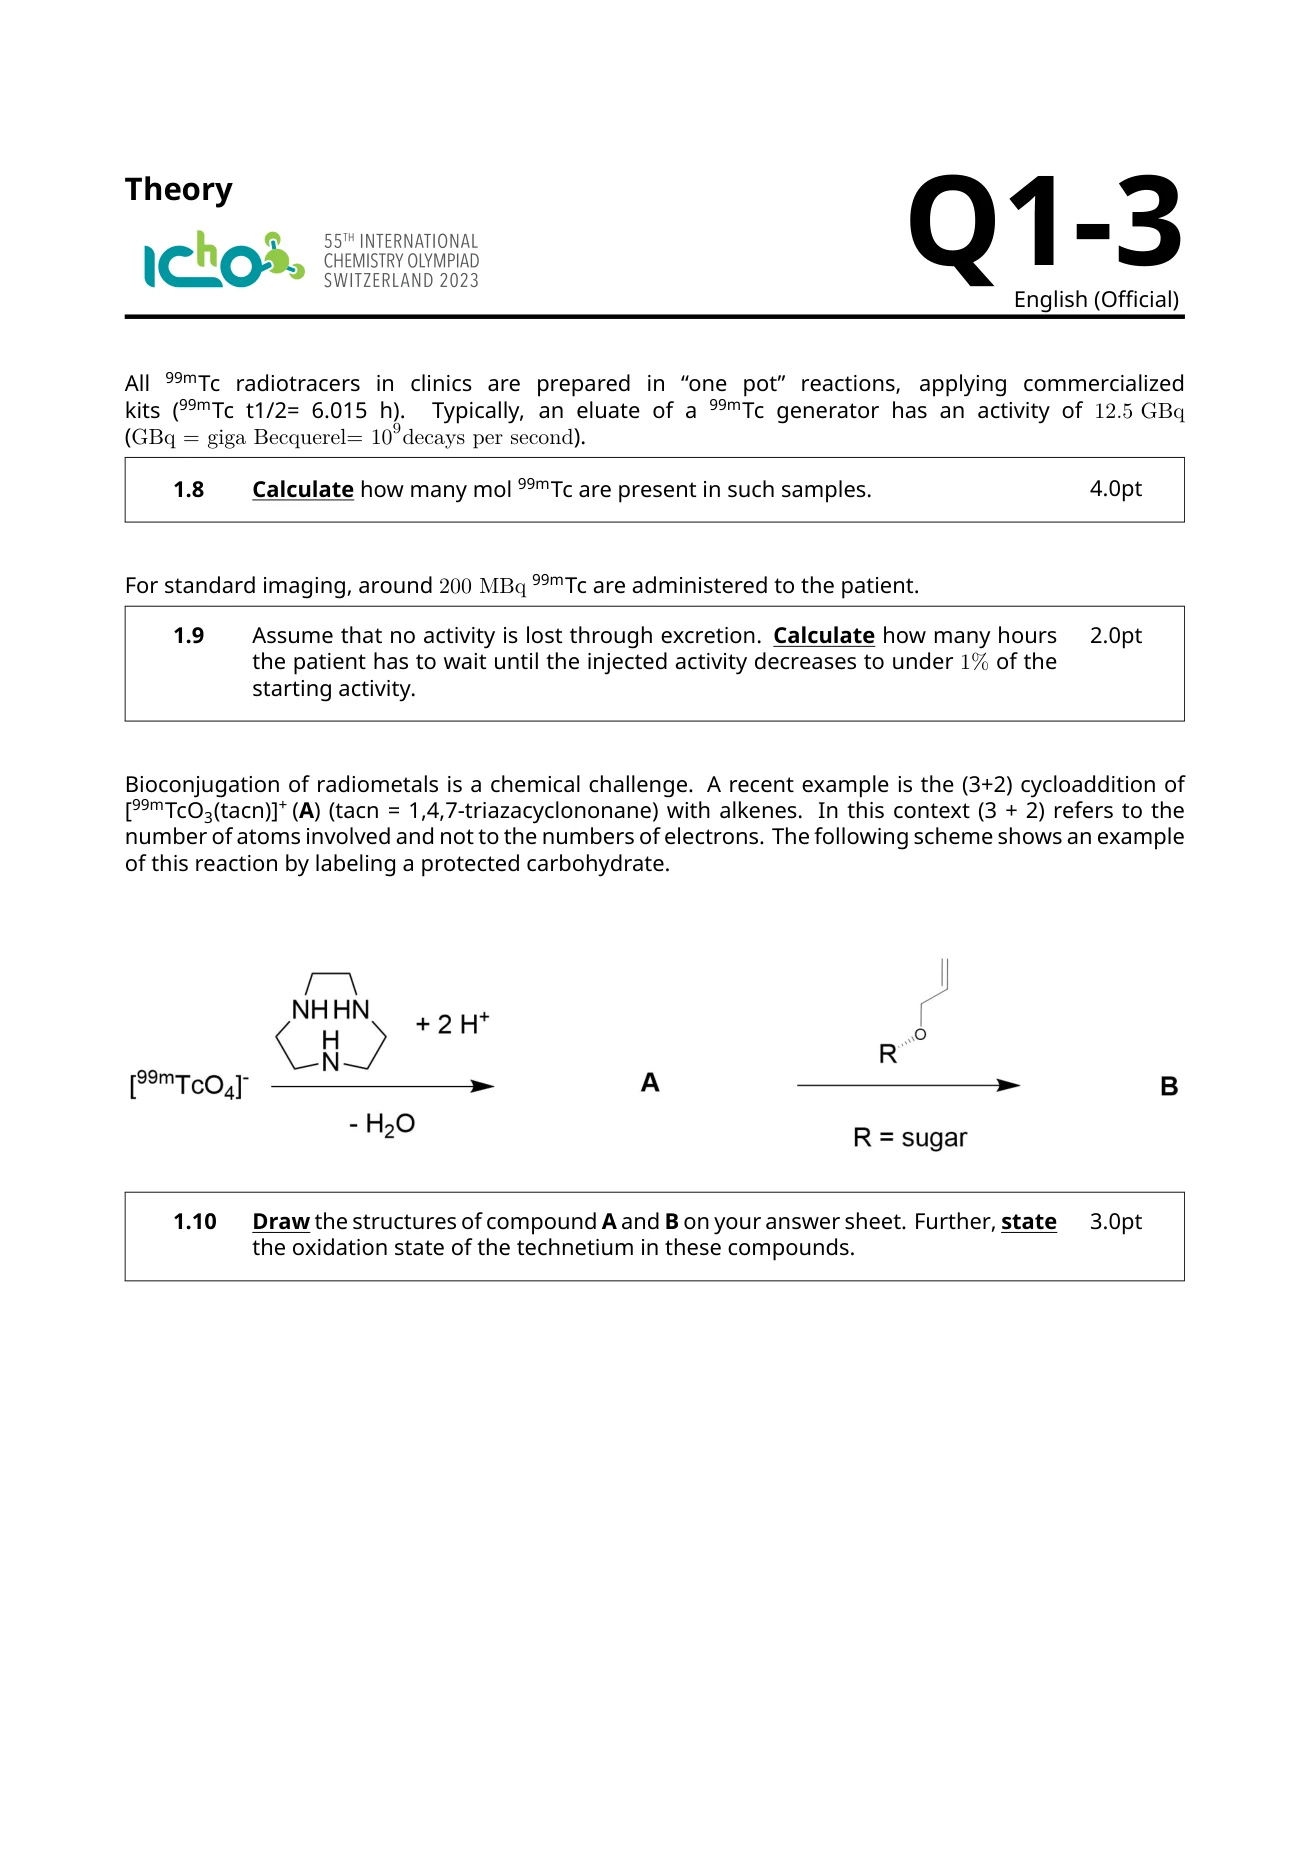 Theory
Q1-3
IChO
55TH INTERNATIONAL
CHEMISTRY OLYMPIAD
SWITZERLAND 2023
English (Official)
All 99mTc radiotracers in clinics are prepared in “one pot” reactions, applying commercialized
kits (99mTc t1/2= 6.015 h). Typically, an eluate of a 99mTc generator has an activity of 12.5 GBq
(GBq = giga Becquerel= 10⁹decays per second).
1.8 Calculate how many mol 99mTc are present in such samples. 4.0pt
For standard imaging, around 200 MBq 99mTc are administered to the patient.
1.9 Assume that no activity is lost through excretion. Calculate how many hours 2.0pt
the patient has to wait until the injected activity decreases to under 1% of the
starting activity.
Bioconjugation of radiometals is a chemical challenge. A recent example is the (3+2) cycloaddition of
[99mTcO₃(tacn)]⁺ (A) (tacn = 1,4,7-triazacyclononane) with alkenes. In this context (3 + 2) refers to the
number of atoms involved and not to the numbers of electrons. The following scheme shows an example
of this reaction by labeling a protected carbohydrate.
NH HN
H
N
+ 2 H⁺
[99mTcO₄]⁻
- H₂O
A
O
R
R = sugar
B
1.10 Draw the structures of compound A and B on your answer sheet. Further, state 3.0pt
the oxidation state of the technetium in these compounds.